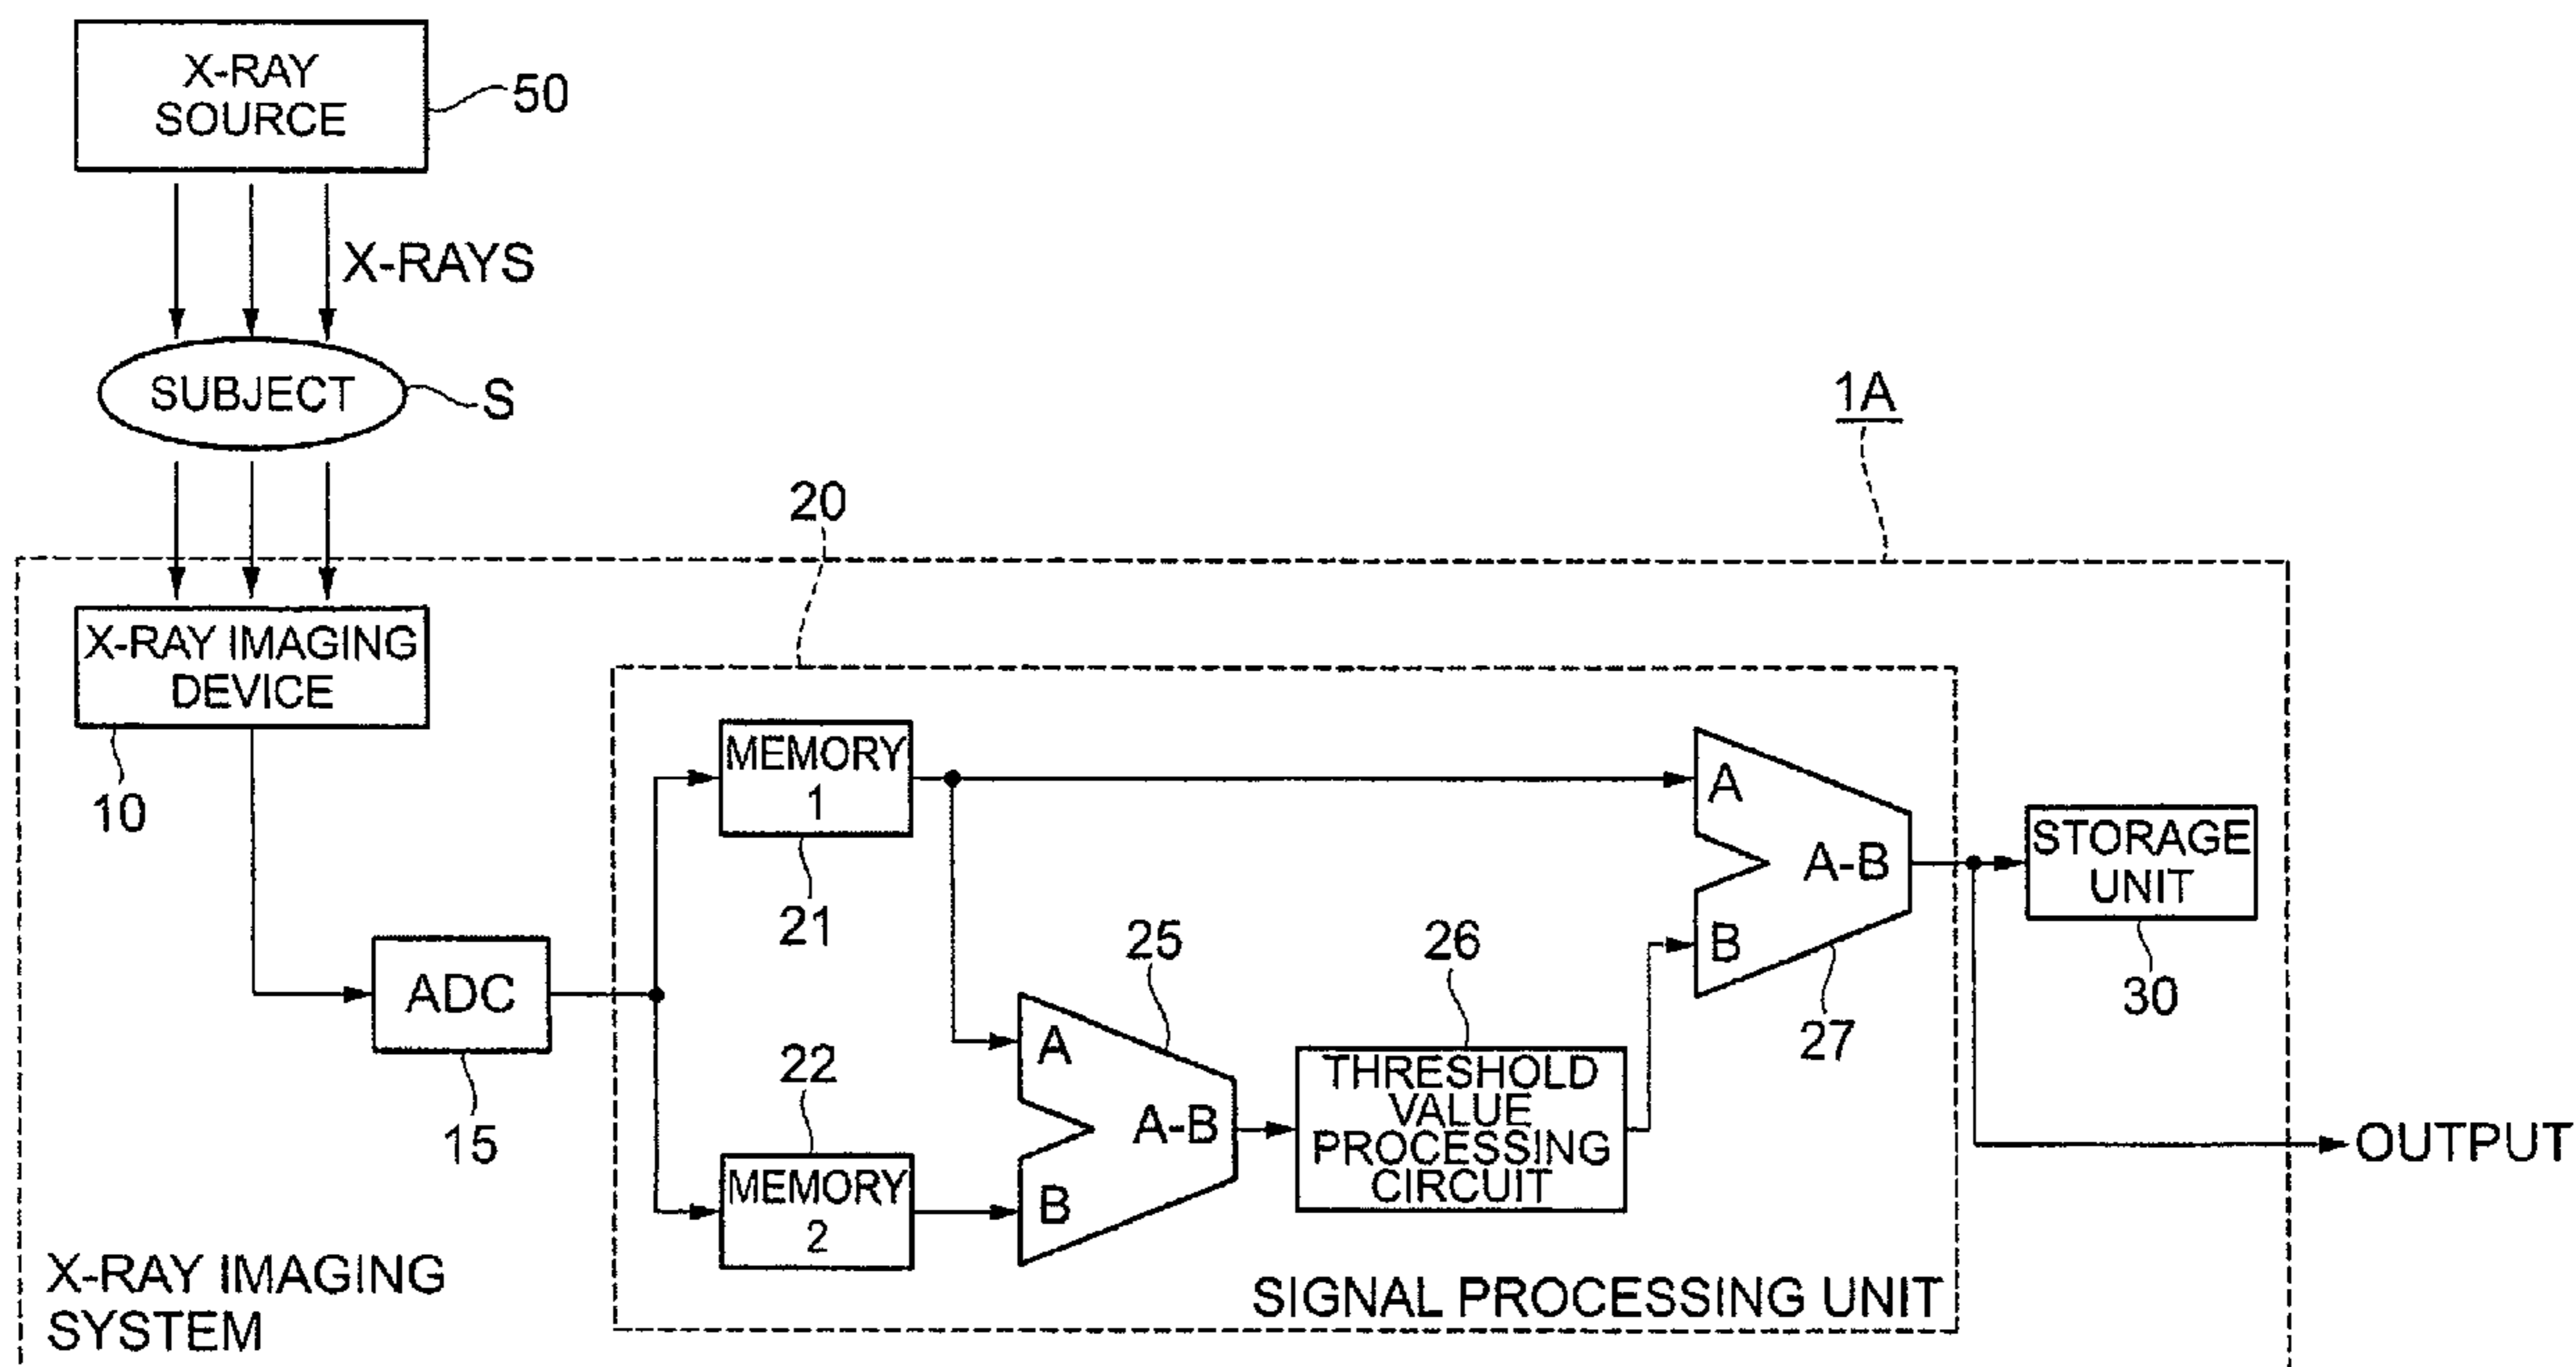 X-RAY
SOURCE
50
X-RAYS
SUBJECT
S
1A
20
X-RAY IMAGING
DEVICE
10
MEMORY
1
21
A
A-B
B
27
STORAGE
UNIT
30
ADC
15
25
26
22
MEMORY
2
A
A-B
B
THRESHOLD
VALUE
PROCESSING
CIRCUIT
OUTPUT
X-RAY IMAGING
SYSTEM
SIGNAL PROCESSING UNIT